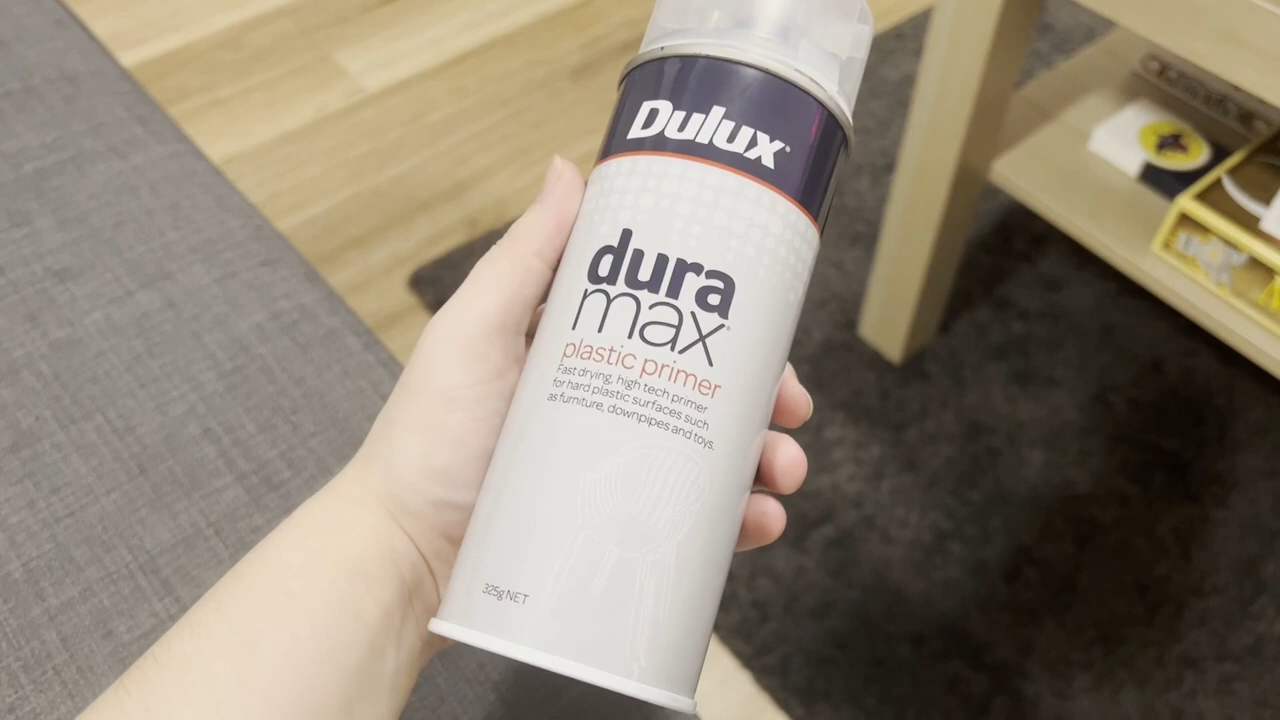 Dulux
dura
max
plastic primer
Fast drying, high tech primer
for hard plastic surfaces such
as furniture, downpipes and toys.
325g NET